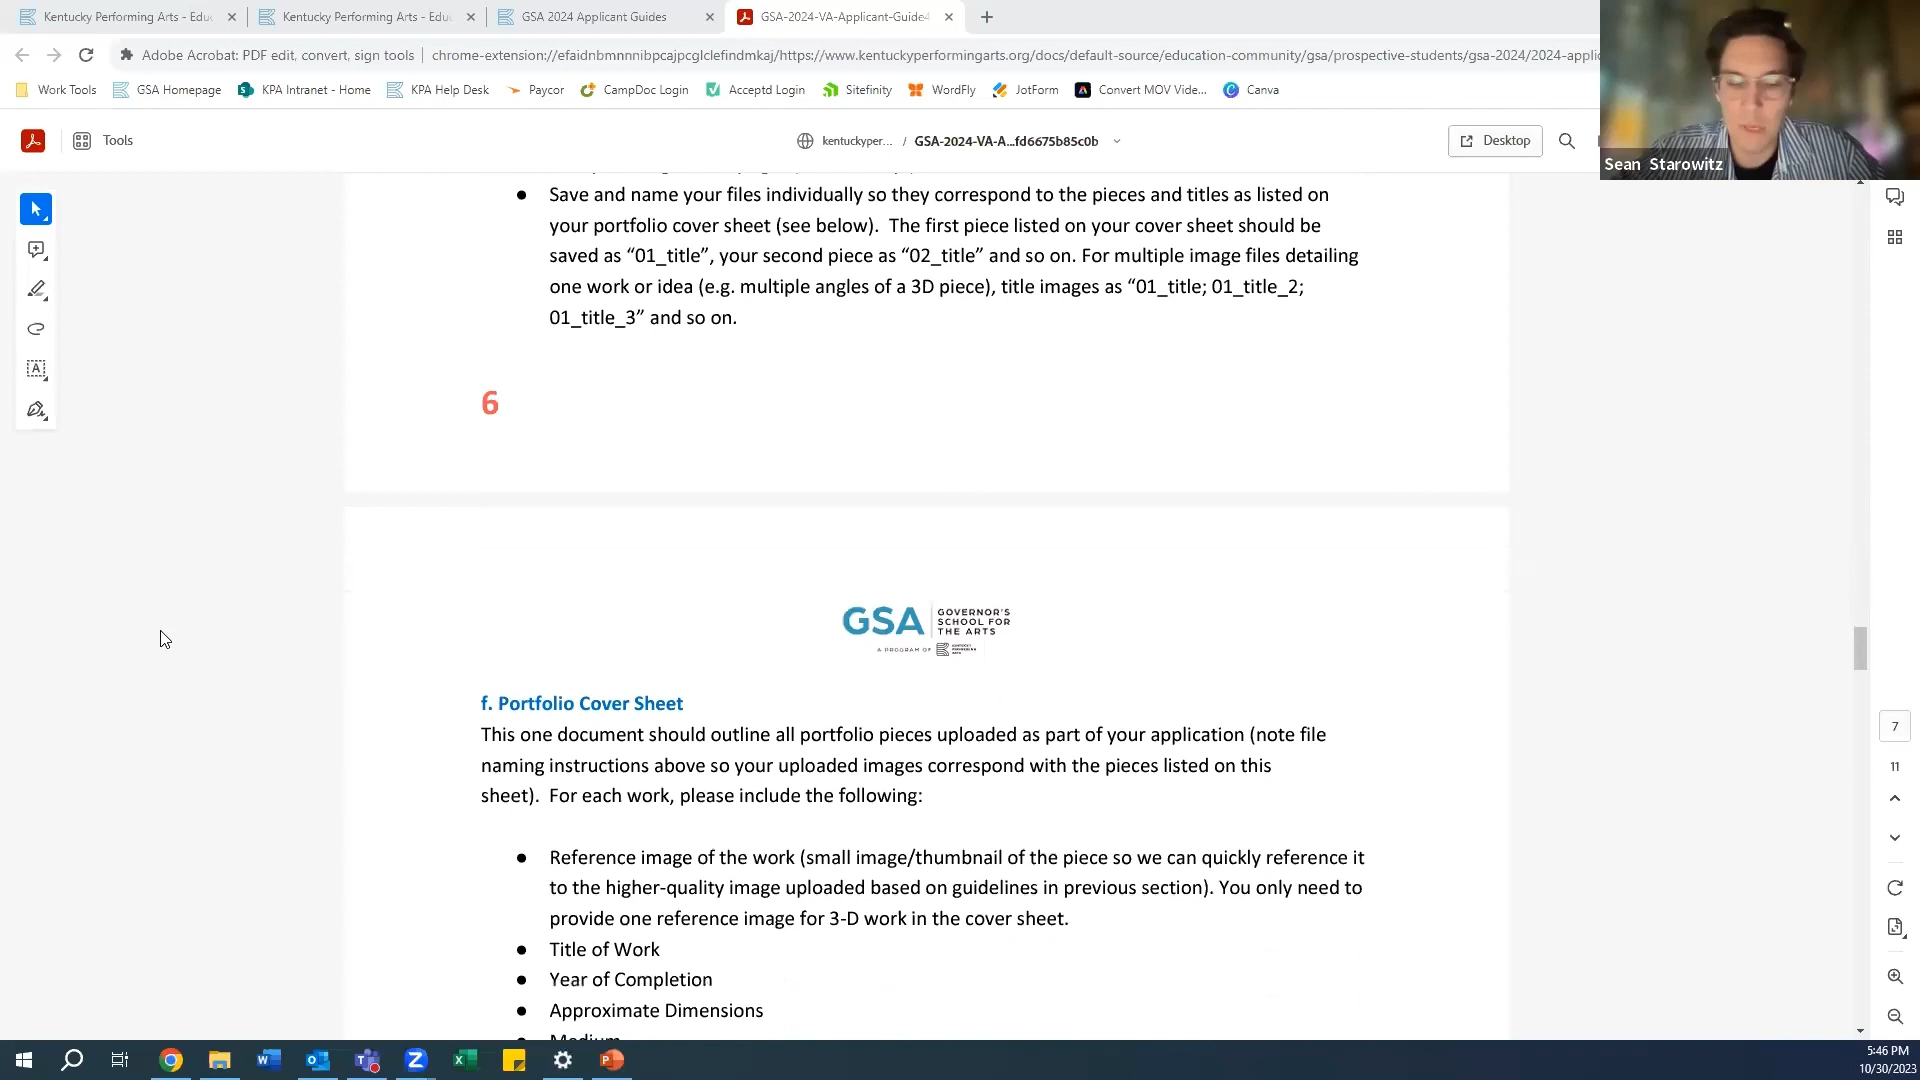 Kentucky Performing Arts - Educ
Kentucky Performing Arts - Educ
GSA 2024 Applicant Guides
GSA-2024-VA-Applicant-Guide4
Adobe Acrobat: PDF edit, convert, sign tools
chrome-extension://efaidnbmnnnibpcajpcglclefindmkaj/https://www.kentuckyperformingarts.org/docs/default-source/education-community/gsa/prospective-students/gsa-2024/2024-applic
Work Tools
GSA Homepage
KPA Intranet - Home
KPA Help Desk
Paycor
CampDoc Login
Acceptd Login
Sitefinity
WordFly
JotForm
Convert MOV Vide...
Canva
Tools
kentuckyper... / GSA-2024-VA-A...fd6675b85c0b
Desktop
Sean Starowitz
● Save and name your files individually so they correspond to the pieces and titles as listed on
your portfolio cover sheet (see below).  The first piece listed on your cover sheet should be
saved as “01_title”, your second piece as “02_title” and so on. For multiple image files detailing
one work or idea (e.g. multiple angles of a 3D piece), title images as “01_title; 01_title_2;
01_title_3” and so on.
6
GSA
GOVERNOR'S
SCHOOL FOR
THE ARTS
A PROGRAM OF
KENTUCKY
PERFORMING
ARTS
f. Portfolio Cover Sheet
This one document should outline all portfolio pieces uploaded as part of your application (note file
naming instructions above so your uploaded images correspond with the pieces listed on this
sheet).  For each work, please include the following:
● Reference image of the work (small image/thumbnail of the piece so we can quickly reference it
to the higher-quality image uploaded based on guidelines in previous section). You only need to
provide one reference image for 3-D work in the cover sheet.
● Title of Work
● Year of Completion
● Approximate Dimensions
● Medium
7
11
5:46 PM
10/30/2023